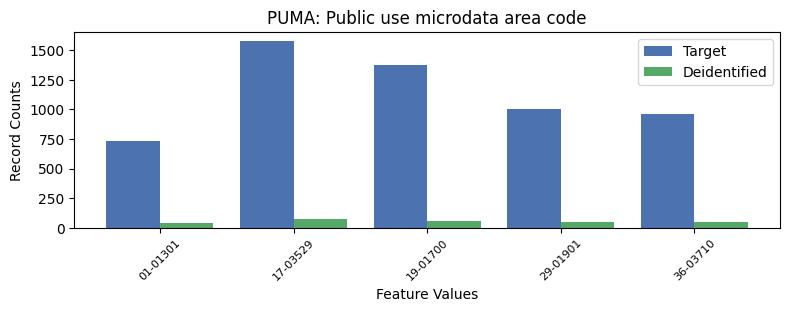 PUMA: Public use microdata area code
Target
Deidentified
Record Counts
1500
1250
1000
750
500
250
0
01-01301
17-03529
19-01700
29-01901
36-03710
Feature Values